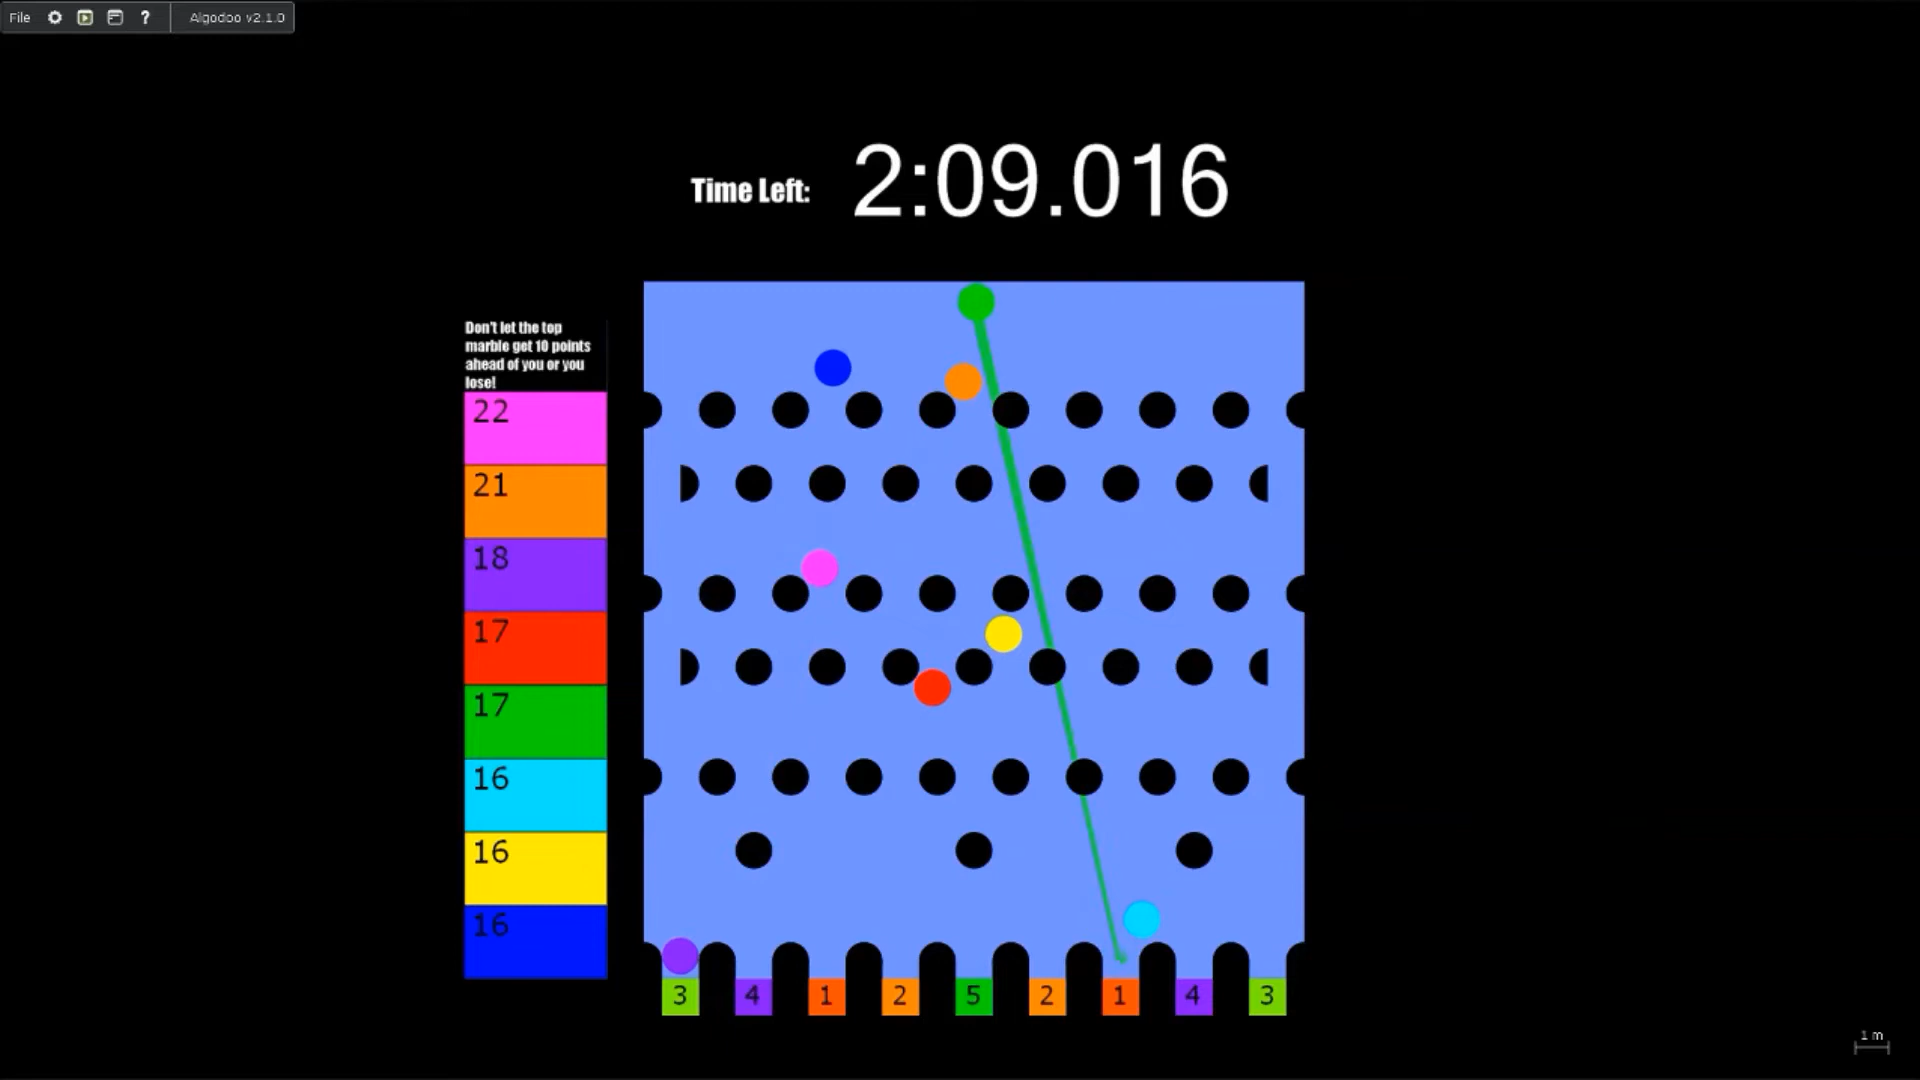 File ? Algodoo v2.1.0
Time Left: 2:09.016
Don't let the top
marble get 10 points
ahead of you or you
lose!
22
21
18
17
17
16
16
16
3 4 1 2 5 2 1 4 3
1 m